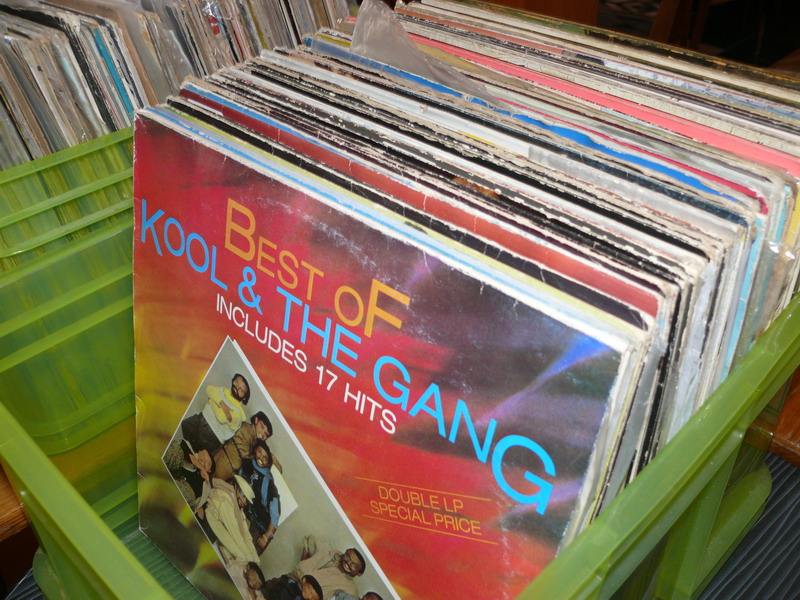 BEST OF
KOOL & THE GANG
INCLUDES 17 HITS
DOUBLE LP
SPECIAL PRICE